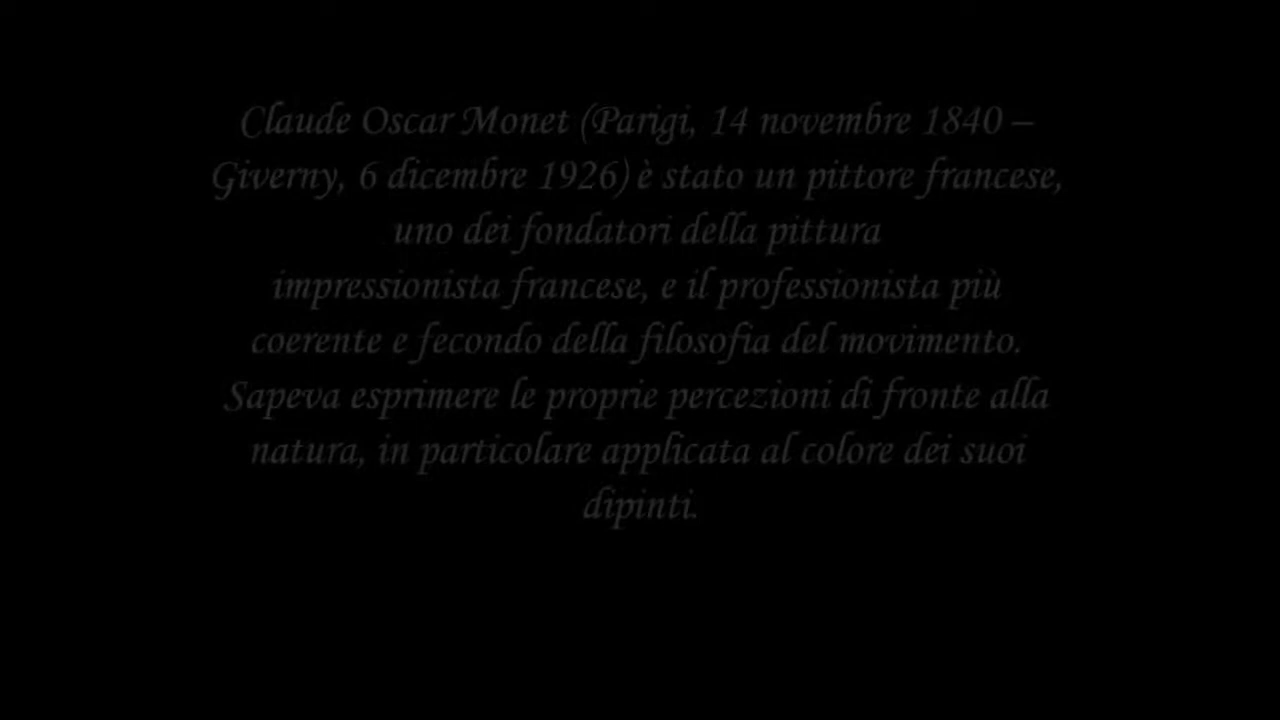 Claude Oscar Monet (Parigi, 14 novembre 1840 –
Giverny, 6 dicembre 1926) è stato un pittore francese,
uno dei fondatori della pittura
impressionista francese, e il professionista più
coerente e fecondo della filosofia del movimento.
Sapeva esprimere le proprie percezioni di fronte alla
natura, in particolare applicata al colore dei suoi
dipinti.